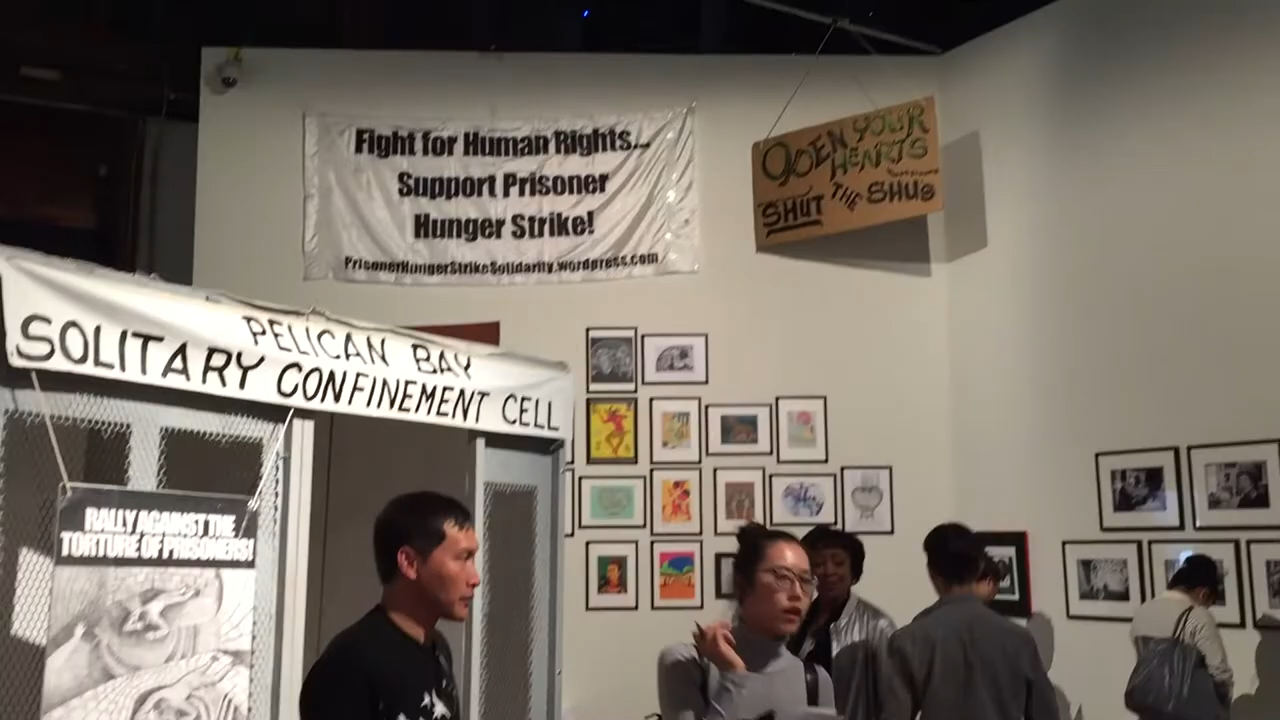 Fight for Human Rights...
Support Prisoner
Hunger Strike!
PrisonerHungerStrikeSolidarity.wordpress.com
OPEN YOUR
HEARTS
SHUT THE SHUs
PELICAN BAY
SOLITARY CONFINEMENT CELL
RALLY AGAINST THE
TORTURE OF PRISONERS!